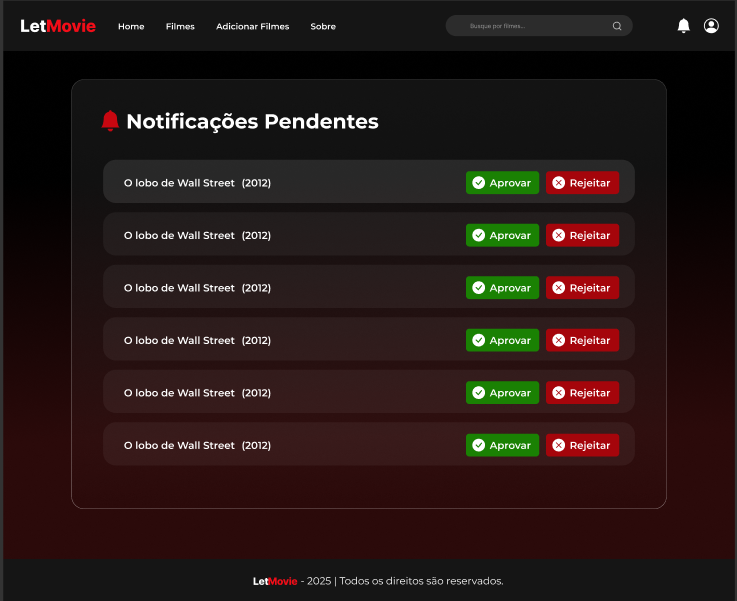 LetMovie Home Filmes Adicionar Filmes Sobre Busque por filmes...
Notificações Pendentes
O lobo de Wall Street (2012) Aprovar Rejeitar
O lobo de Wall Street (2012) Aprovar Rejeitar
O lobo de Wall Street (2012) Aprovar Rejeitar
O lobo de Wall Street (2012) Aprovar Rejeitar
O lobo de Wall Street (2012) Aprovar Rejeitar
O lobo de Wall Street (2012) Aprovar Rejeitar
LetMovie - 2025 | Todos os direitos são reservados.